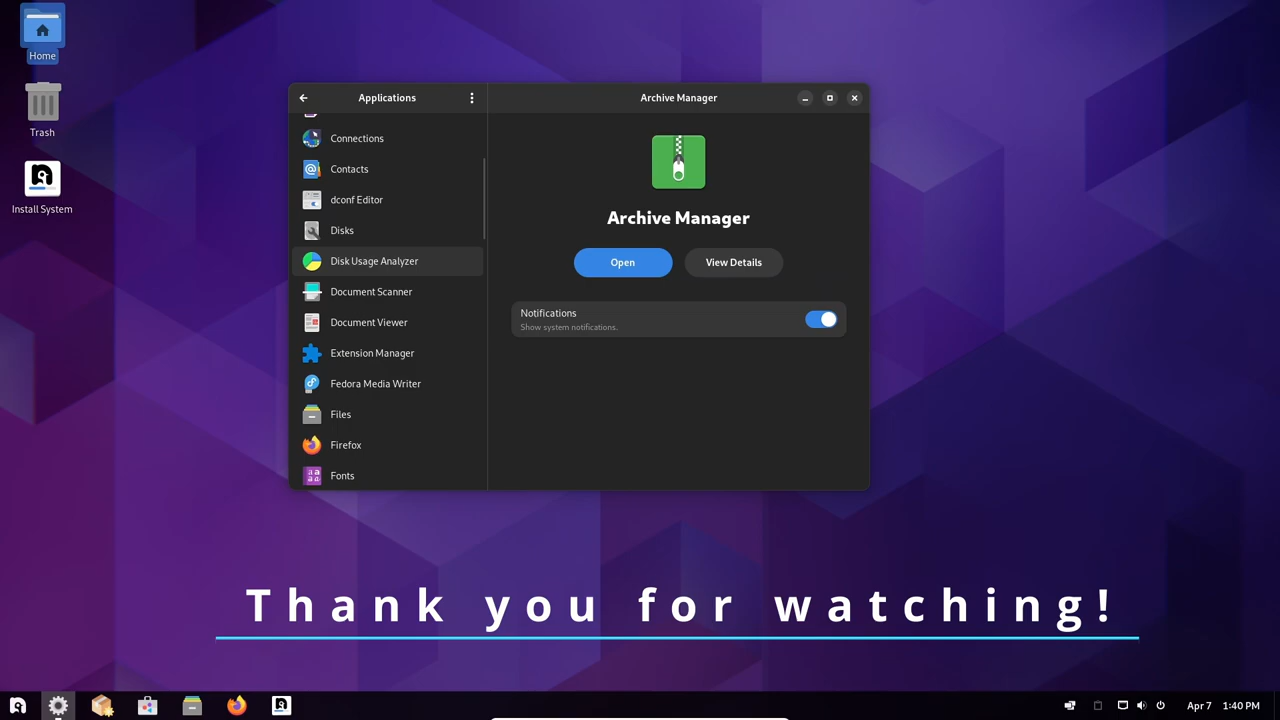 Home
Trash
Install System
Applications
Connections
Contacts
dconf Editor
Disks
Disk Usage Analyzer
Document Scanner
Document Viewer
Extension Manager
Fedora Media Writer
Files
Firefox
Fonts
Archive Manager
Archive Manager
Open
View Details
Notifications
Show system notifications.
Thank you for watching!
Apr 7 1:40 PM